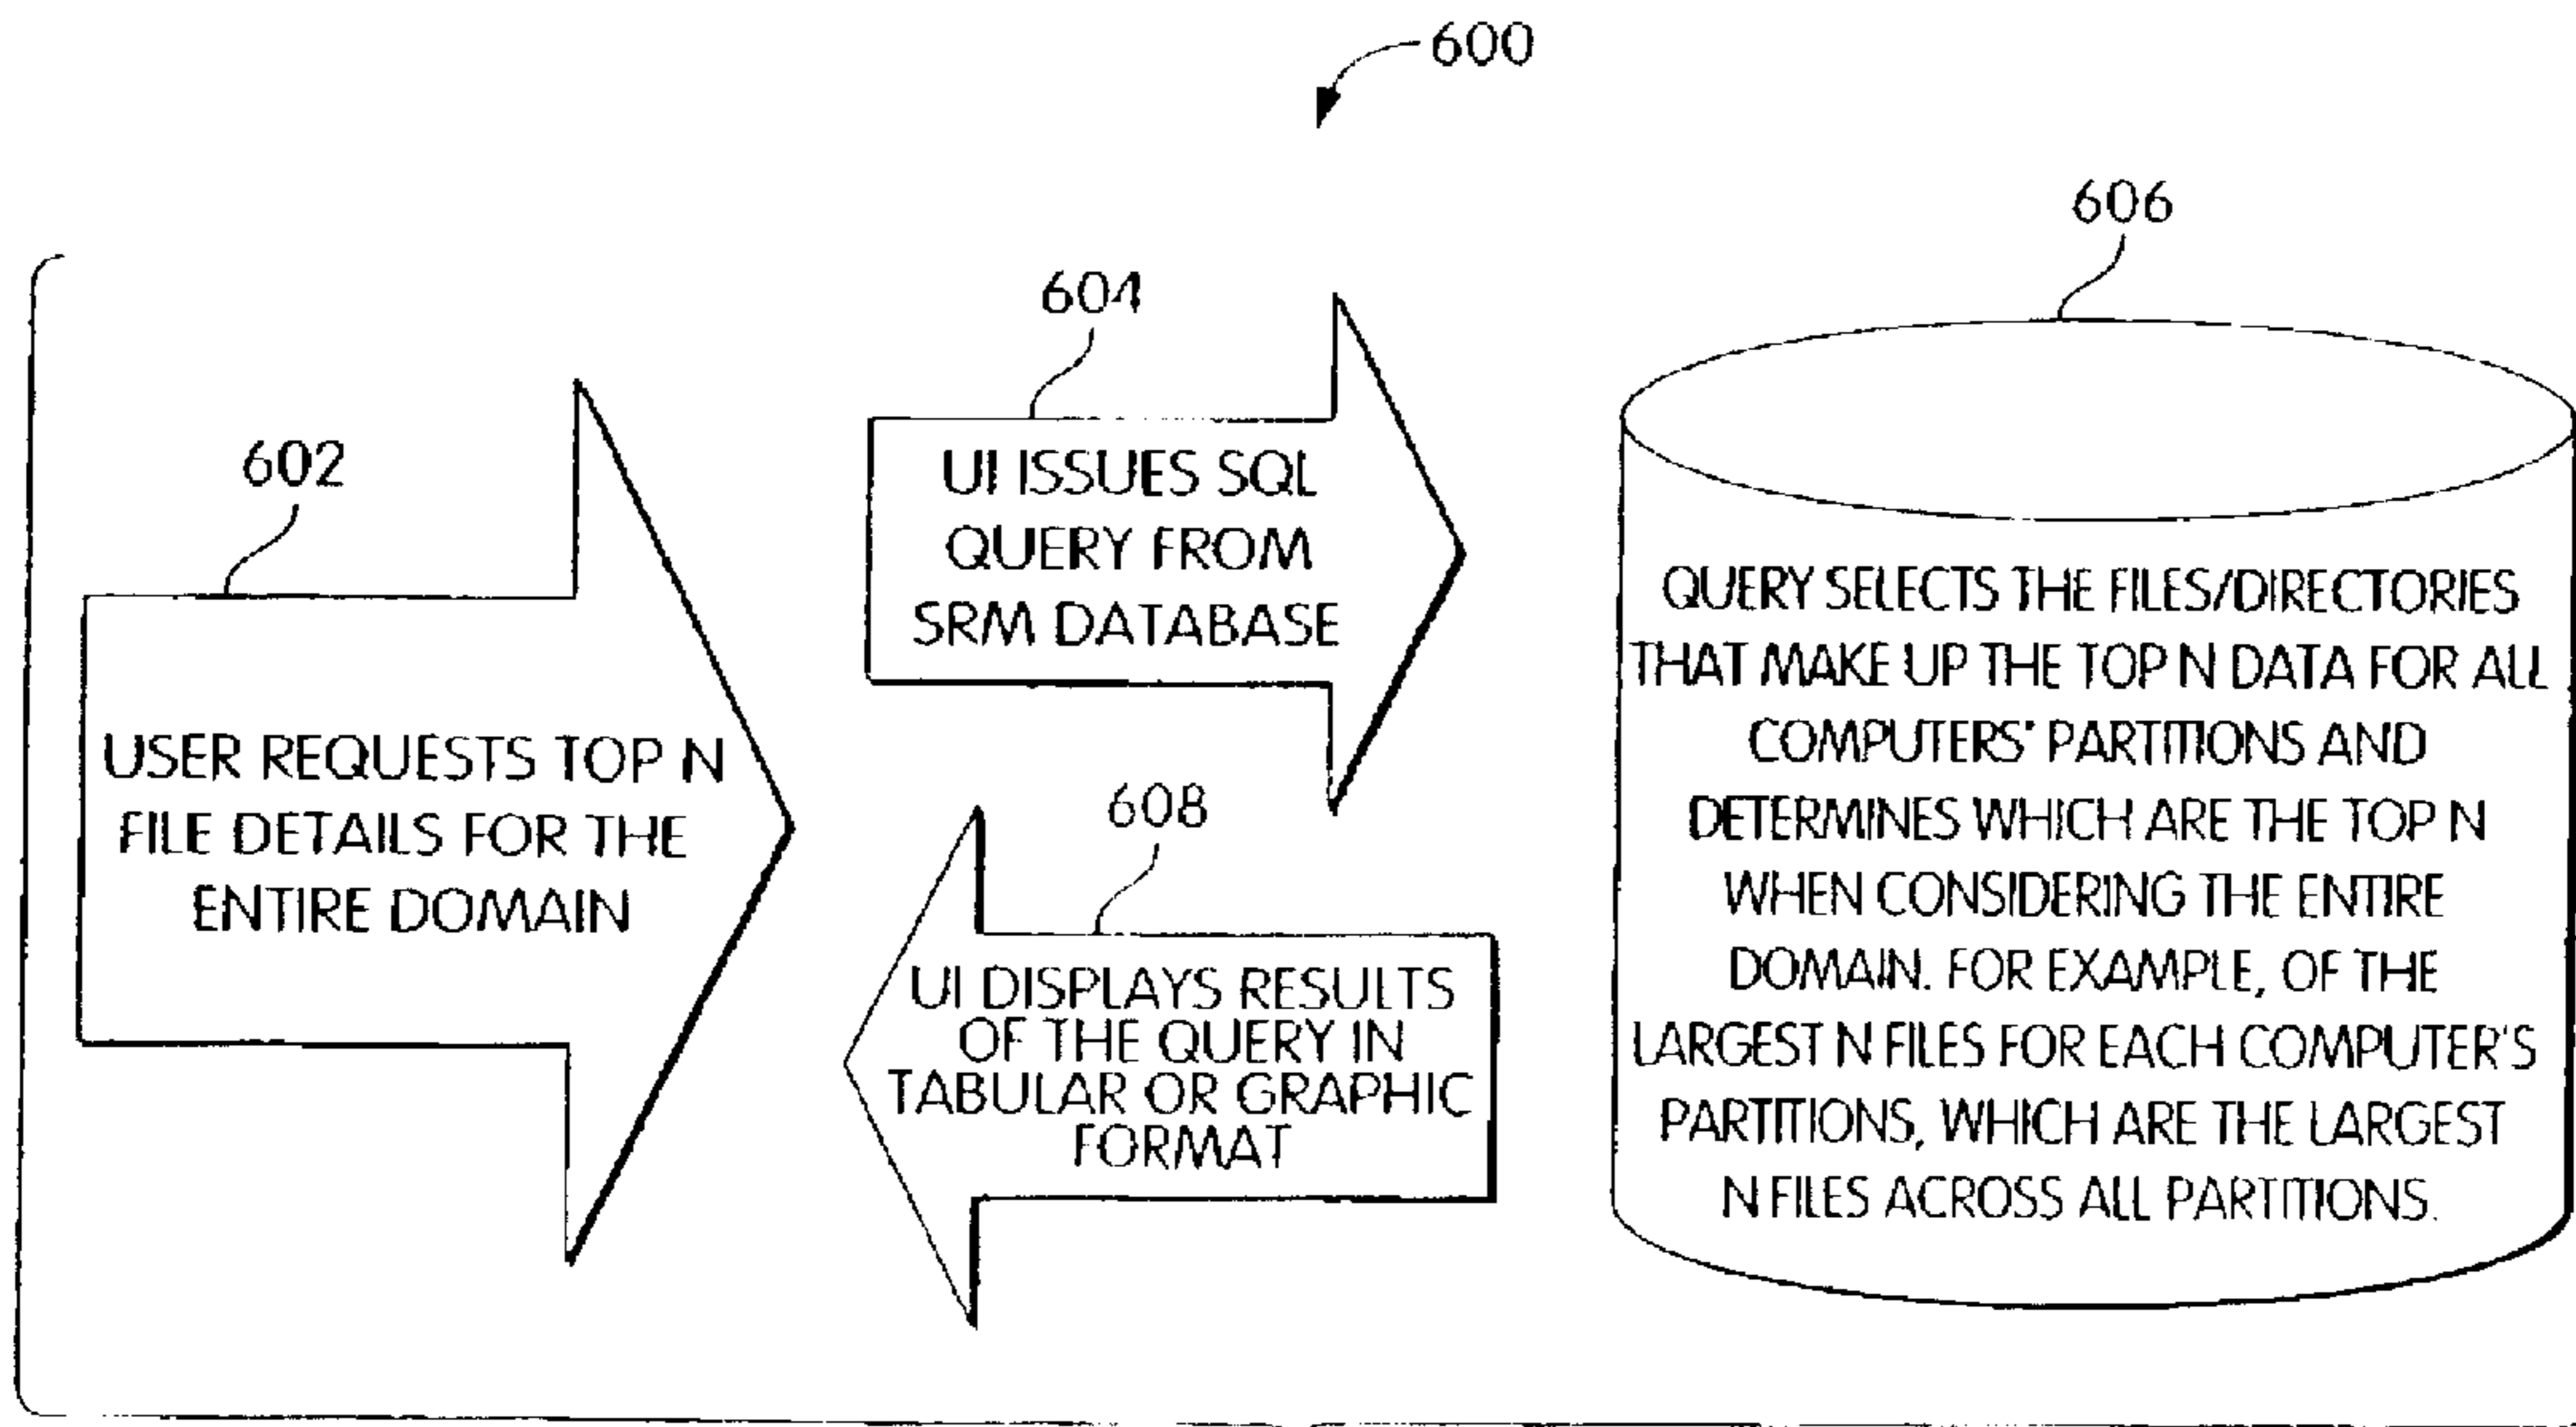 600
602
USER REQUESTS TOP N
FILE DETAILS FOR THE
ENTIRE DOMAIN
604
UI ISSUES SQL
QUERY FROM
SRM DATABASE
608
UI DISPLAYS RESULTS
OF THE QUERY IN
TABULAR OR GRAPHIC
FORMAT
606
QUERY SELECTS THE FILES/DIRECTORIES
THAT MAKE UP THE TOP N DATA FOR ALL
COMPUTERS' PARTITIONS AND
DETERMINES WHICH ARE THE TOP N
WHEN CONSIDERING THE ENTIRE
DOMAIN. FOR EXAMPLE, OF THE
LARGEST N FILES FOR EACH COMPUTER'S
PARTITIONS, WHICH ARE THE LARGEST
N FILES ACROSS ALL PARTITIONS.